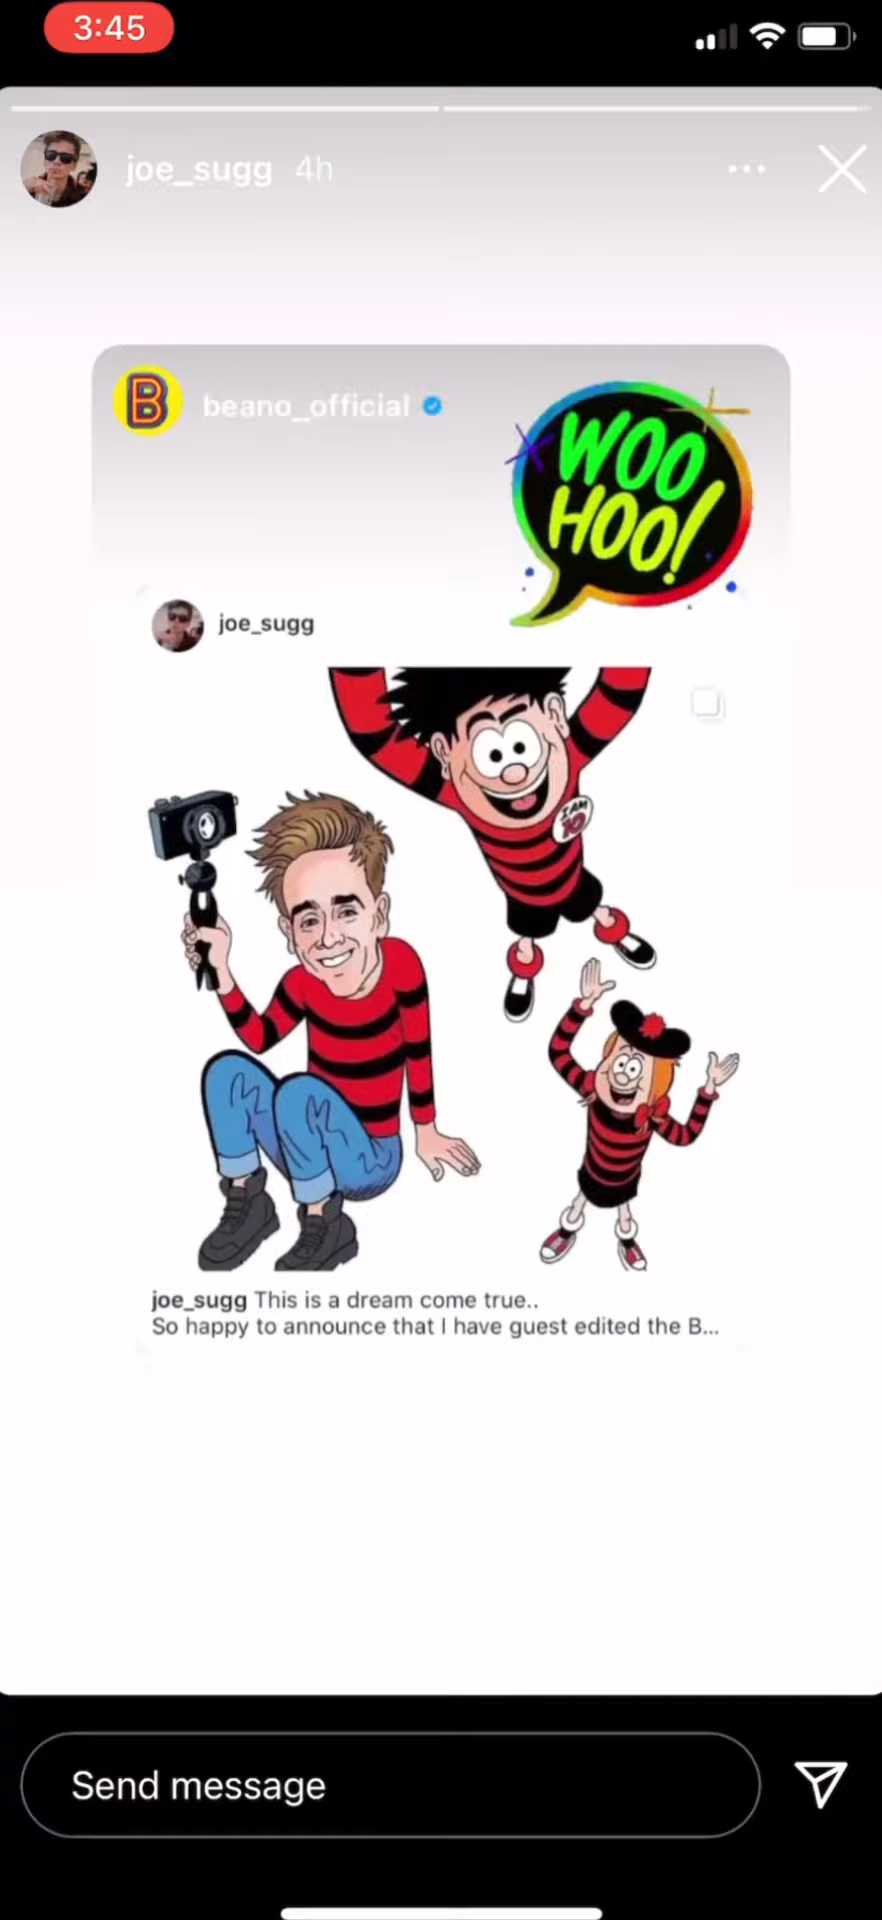 3:45
joe_sugg 4h
B beano_official
WOO
HOO!
joe_sugg
I AM
10
joe_sugg This is a dream come true..
So happy to announce that I have guest edited the B...
Send message